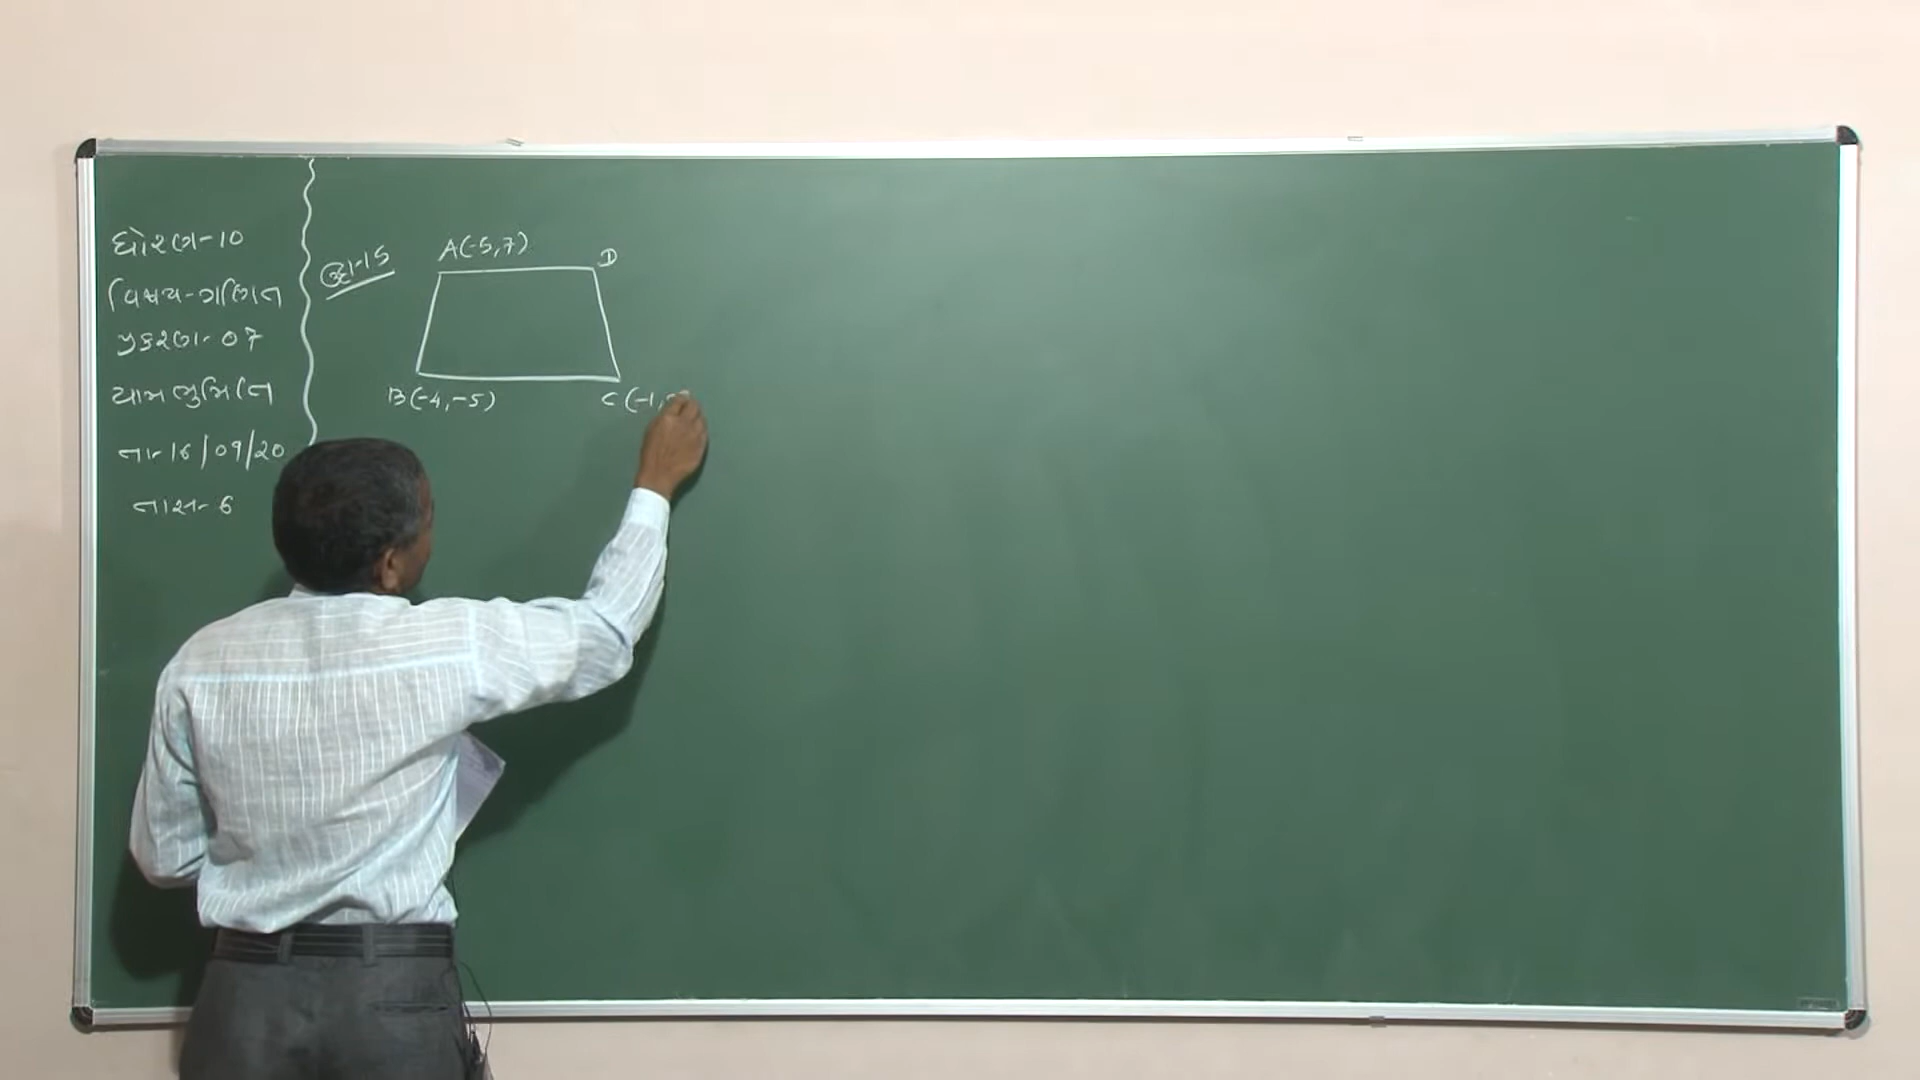 ધોરણ-10
વિષય-ગણિત
પ્રકરણ-07
યામ ભુમિતિ
તા-16/09/20
તાસ-6
ઉદા-15
A(-5,7)
D
B(-4,-5)
C(-1,